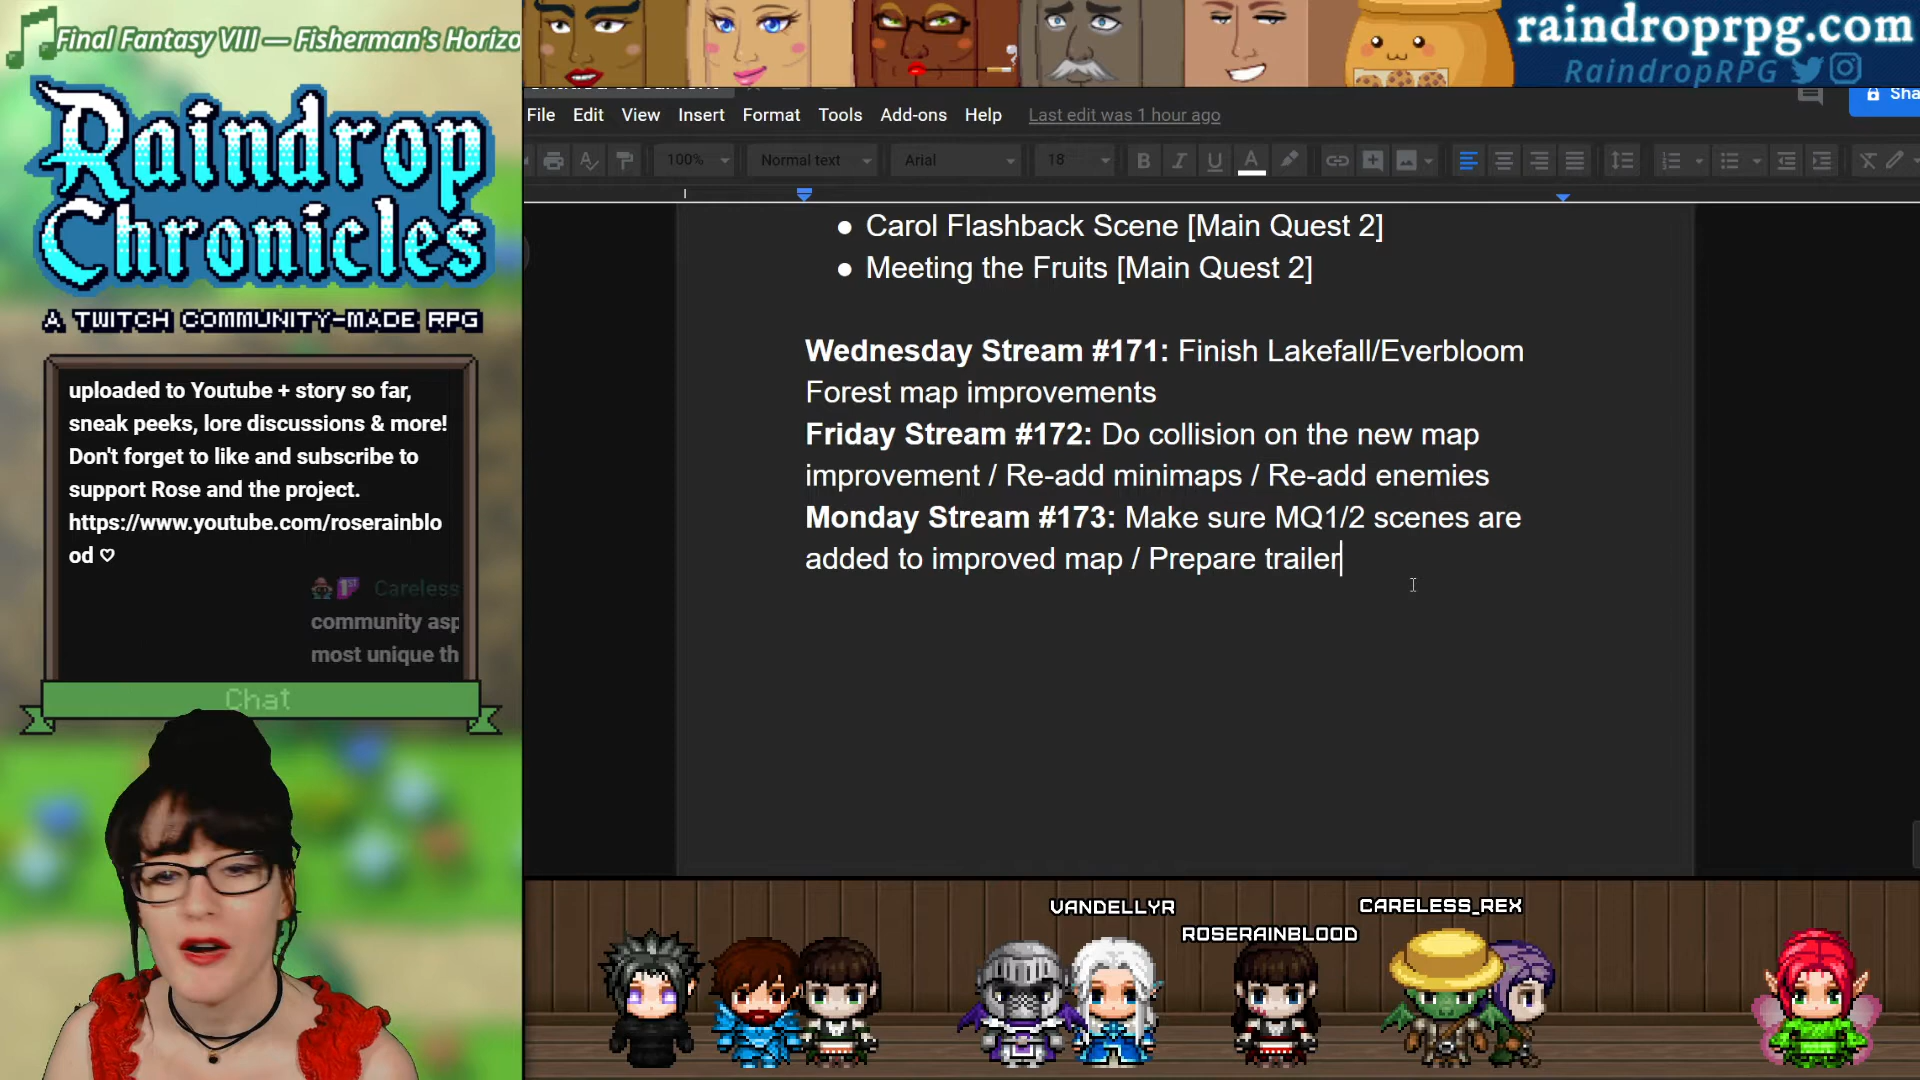 Final Fantasy VIII — Fisherman's Horizo
raindroprpg.com
RaindropRPG
Raindrop
Chronicles
A TWITCH COMMUNITY-MADE RPG
File Edit View Insert Format Tools Add-ons Help Last edit was 1 hour ago
Sha
100% Normal text Arial 18
● Carol Flashback Scene [Main Quest 2]
● Meeting the Fruits [Main Quest 2]
Wednesday Stream #171: Finish Lakefall/Everbloom
Forest map improvements
Friday Stream #172: Do collision on the new map
improvement / Re-add minimaps / Re-add enemies
Monday Stream #173: Make sure MQ1/2 scenes are
added to improved map / Prepare trailer
uploaded to Youtube + story so far,
sneak peeks, lore discussions & more!
Don't forget to like and subscribe to
support Rose and the project.
https://www.youtube.com/roserainblo
od ♡
1ST Careless
community asp
most unique th
Chat
VANDELLYR
ROSERAINBLOOD
CARELESS_REX